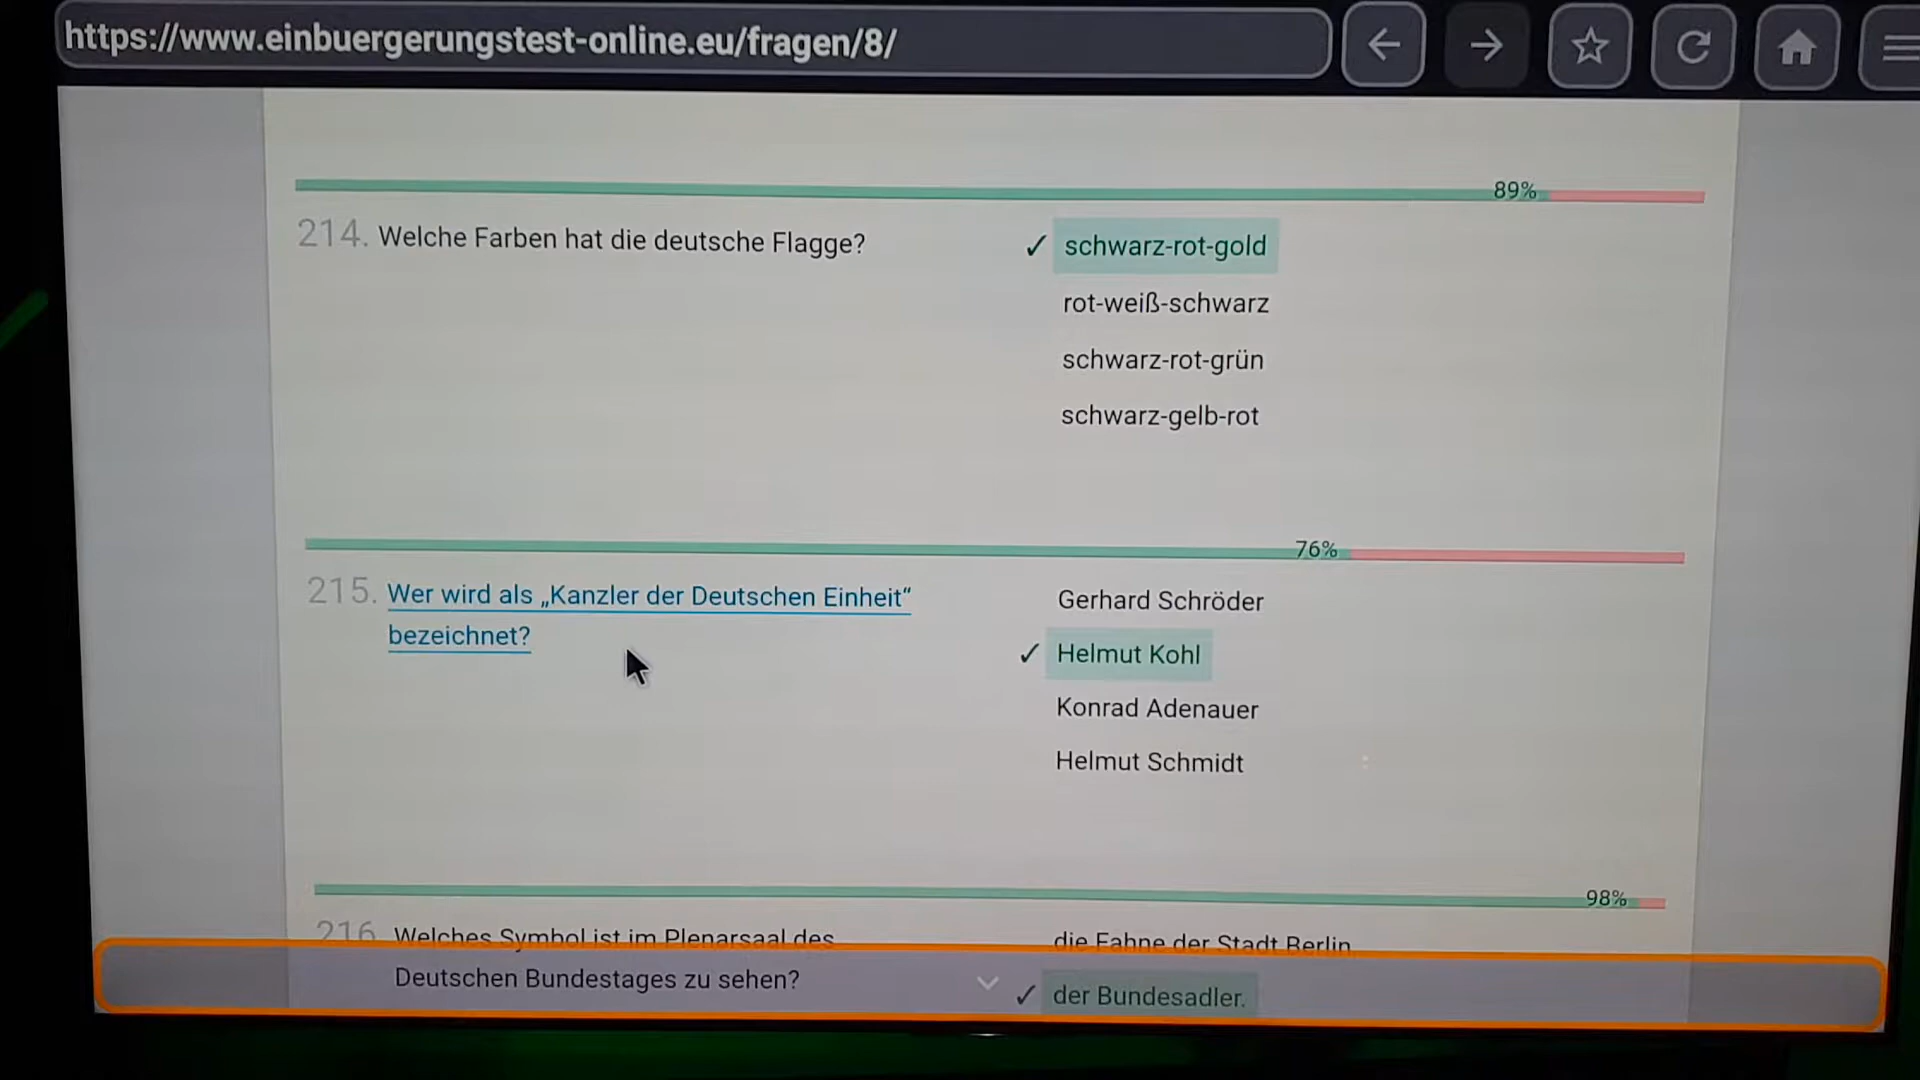 https://www.einbuergerungstest-online.eu/fragen/8/
89%
214. Welche Farben hat die deutsche Flagge?
✓ schwarz-rot-gold
rot-weiß-schwarz
schwarz-rot-grün
schwarz-gelb-rot
76%
215. Wer wird als „Kanzler der Deutschen Einheit“
bezeichnet?
Gerhard Schröder
✓ Helmut Kohl
Konrad Adenauer
Helmut Schmidt
98%
216. Welches Symbol ist im Plenarsaal des
Deutschen Bundestages zu sehen?
die Fahne der Stadt Berlin
✓ der Bundesadler.